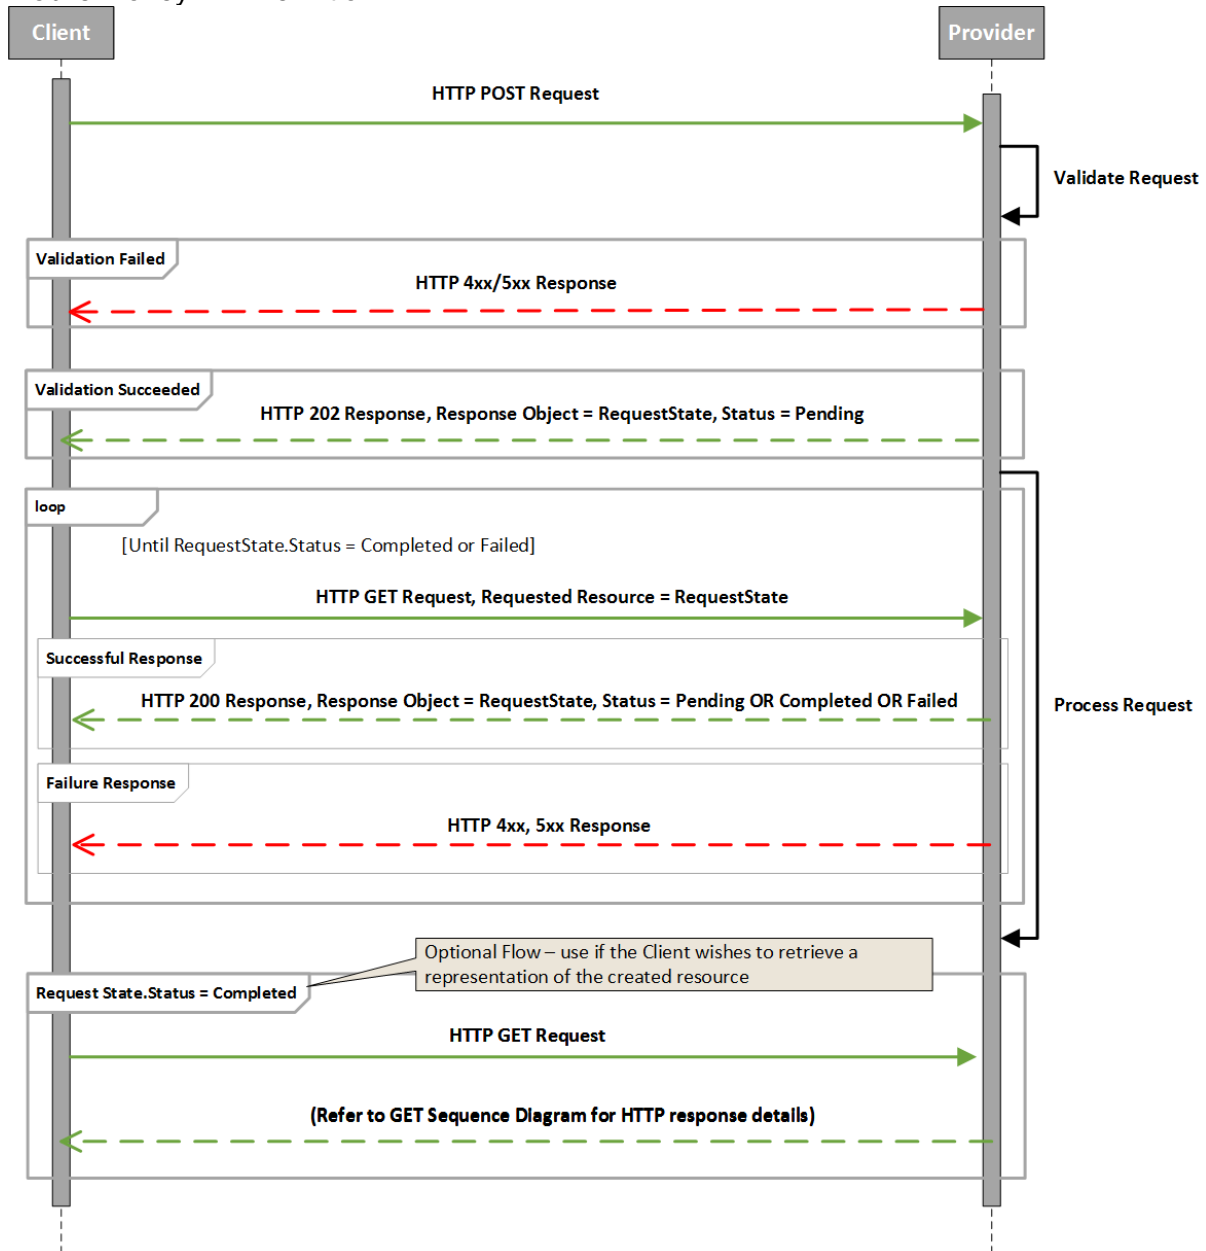 Client
Provider
HTTP POST Request
Validate Request
Validation Failed
HTTP 4xx/5xx Response
Validation Succeeded
HTTP 202 Response, Response Object = RequestState, Status = Pending
loop
[Until RequestState.Status = Completed or Failed]
HTTP GET Request, Requested Resource = RequestState
Successful Response
HTTP 200 Response, Response Object = RequestState, Status = Pending OR Completed OR Failed
Process Request
Failure Response
HTTP 4xx, 5xx Response
Optional Flow – use if the Client wishes to retrieve a
representation of the created resource
Request State.Status = Completed
HTTP GET Request
(Refer to GET Sequence Diagram for HTTP response details)